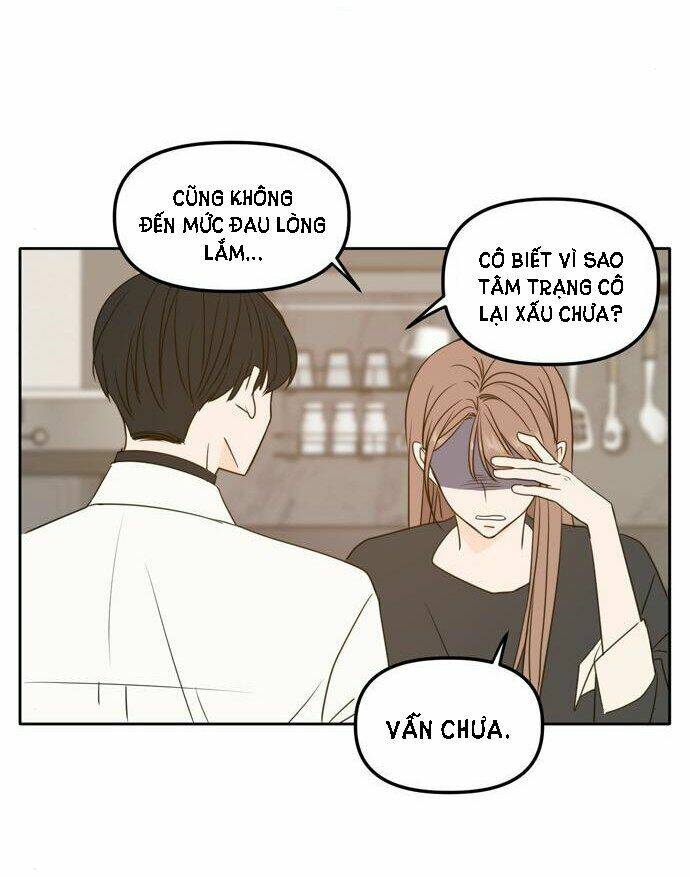 CŨNG KHÔNG
ĐẾN MỨC ĐAU LÒNG
LẮM...
CÔ BIẾT VÌ SAO
TÂM TRẠNG CÔ
LẠI XẤU CHƯA?
VẪN CHƯA.